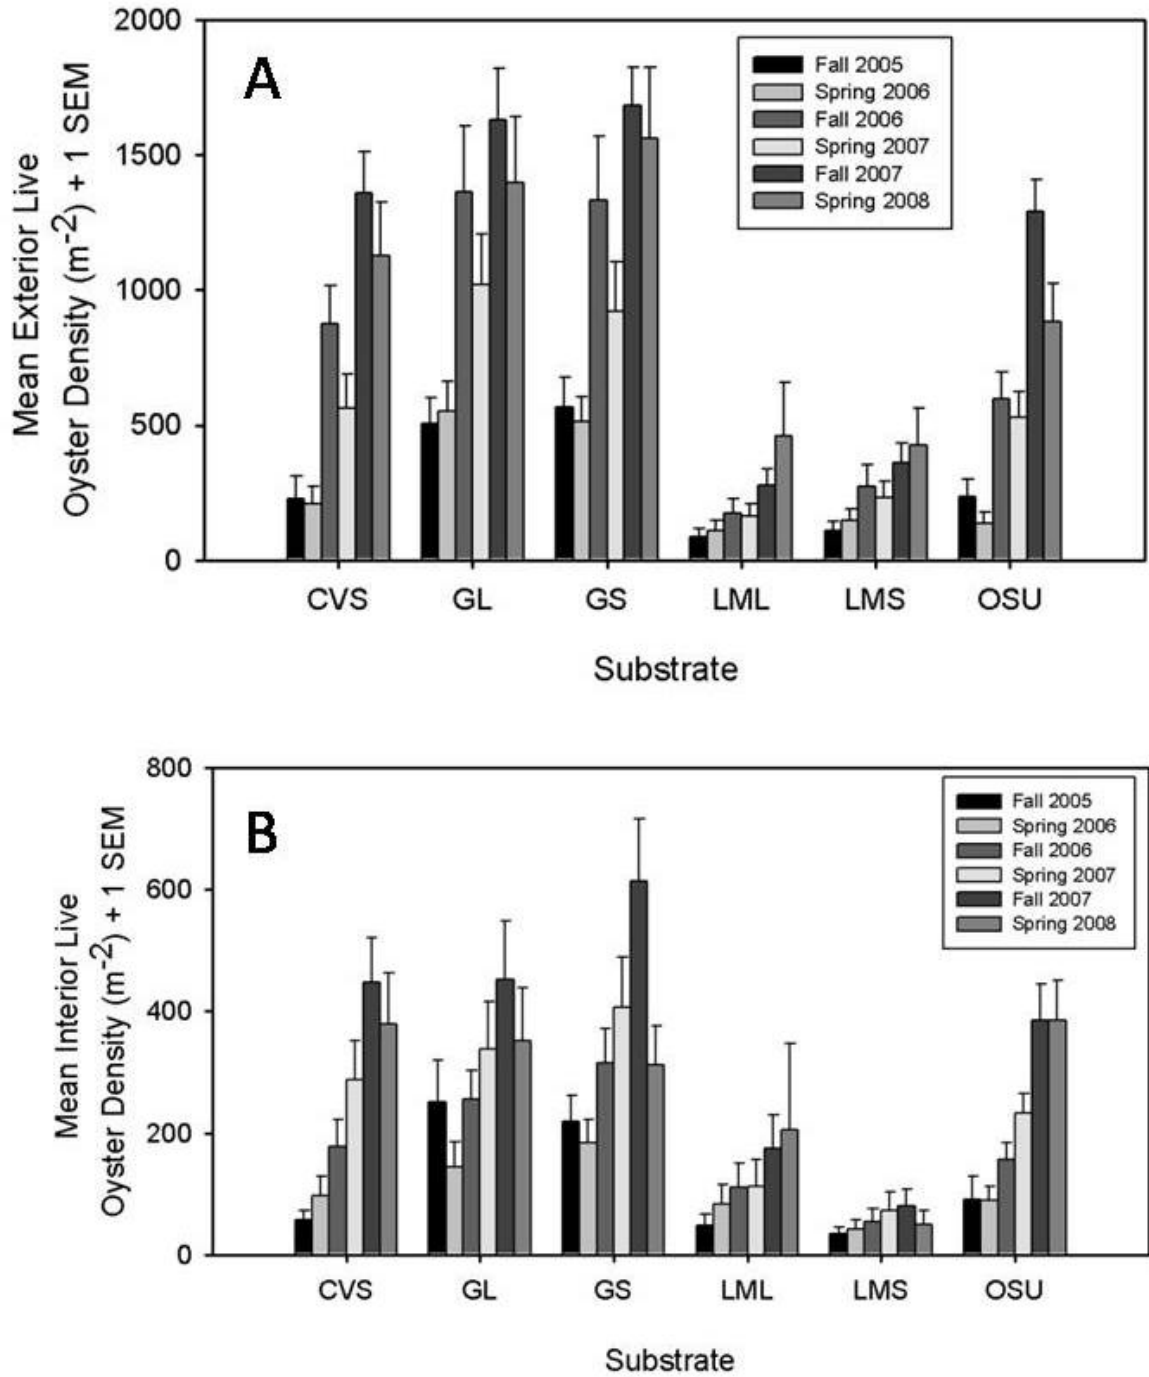 2000
1500
1000
500
0
Mean Exterior Live
Oyster Density (m⁻²) + 1 SEM
A
Fall 2005
Spring 2006
Fall 2006
Spring 2007
Fall 2007
Spring 2008
CVS GL GS LML LMS OSU
Substrate
800
600
400
200
0
Mean Interior Live
Oyster Density (m⁻²) + 1 SEM
B
Fall 2005
Spring 2006
Fall 2006
Spring 2007
Fall 2007
Spring 2008
CVS GL GS LML LMS OSU
Substrate